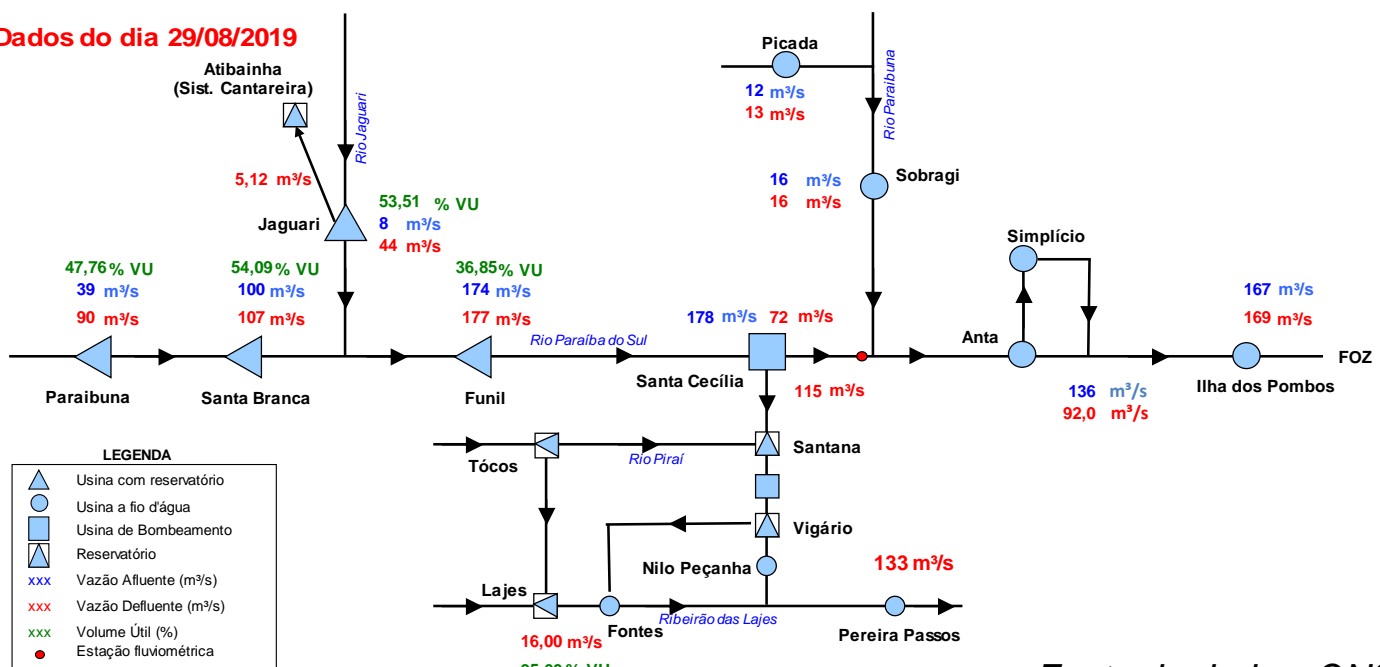 Dados do dia 29/08/2019
Atibainha
(Sist. Cantareira)
Rio Jaguari
5,12 m³/s
Jaguari
53,51 % VU
8 m³/s
44 m³/s
Picada
12 m³/s
13 m³/s
Rio Paraibuna
16 m³/s
16 m³/s
Sobragi
Simplício
47,76% VU
39 m³/s
90 m³/s
Paraibuna
54,09% VU
100 m³/s
107 m³/s
Santa Branca
36,85% VU
174 m³/s
177 m³/s
Funil
Rio Paraíba do Sul
178 m³/s 72 m³/s
Santa Cecília
115 m³/s
Anta
136 m³/s
92,0 m³/s
167 m³/s
169 m³/s
Ilha dos Pombos
FOZ
Tócos
Rio Piraí
Santana
Vigário
Nilo Peçanha
133 m³/s
Lajes
Fontes
Ribeirão das Lajes
Pereira Passos
16,00 m³/s
LEGENDA
Usina com reservatório
Usina a fio d'água
Usina de Bombeamento
Reservatório
xxx Vazão Afluente (m³/s)
xxx Vazão Defluente (m³/s)
xxx Volume Útil (%)
Estação fluviométrica